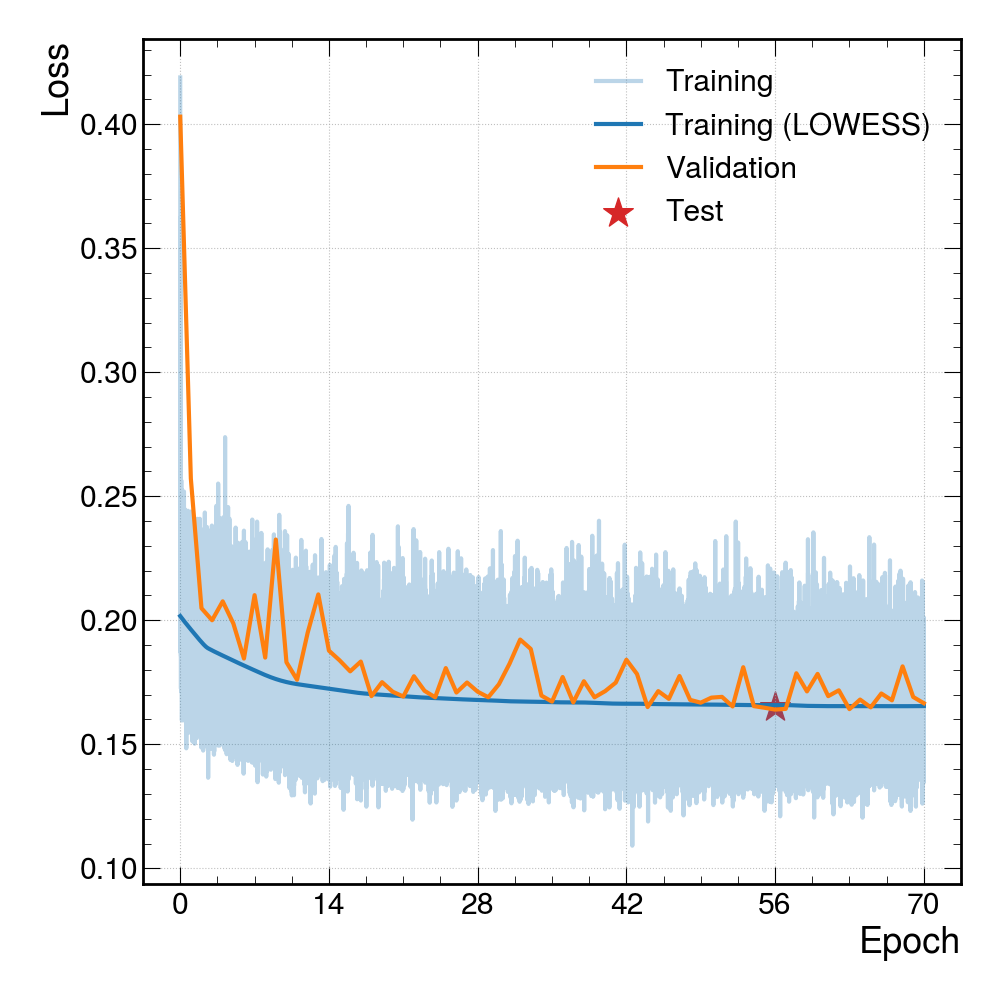 Loss
Training
Training (LOWESS)
Validation
Test
0.40
0.35
0.30
0.25
0.20
0.15
0.10
0 14 28 42 56 70
Epoch